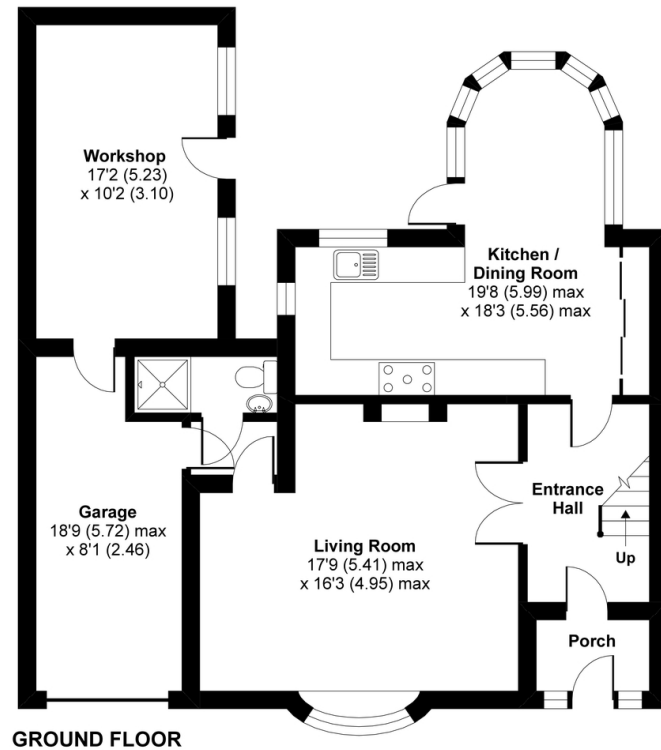 Workshop
17'2 (5.23)
x 10'2 (3.10)
Kitchen /
Dining Room
19'8 (5.99) max
x 18'3 (5.56) max
Garage
18'9 (5.72) max
x 8'1 (2.46)
Living Room
17'9 (5.41) max
x 16'3 (4.95) max
Entrance
Hall
Up
Porch
GROUND FLOOR